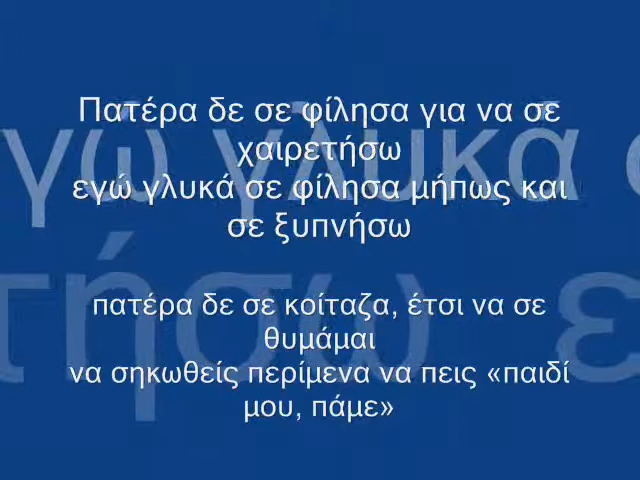 Πατέρα δε σε φίλησα για να σε
χαιρετήσω
εγώ γλυκά σε φίλησα μήπως και
σε ξυπνήσω
πατέρα δε σε κοίταζα, έτσι να σε
θυμάμαι
να σηκωθείς περίμενα να πεις «παιδί
μου, πάμε»